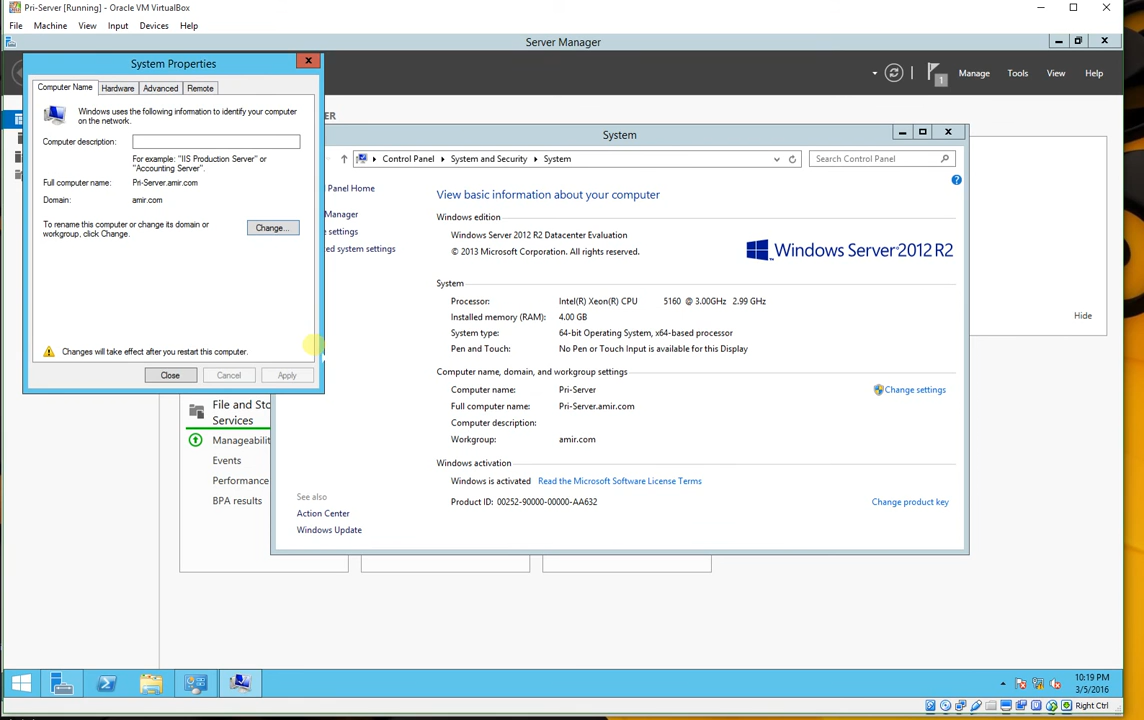 Pri-Server [Running] - Oracle VM VirtualBox
File Machine View Input Devices Help
Server Manager
1 Manage Tools View Help
System Properties
Computer Name Hardware Advanced Remote
Windows uses the following information to identify your computer
on the network.
Computer description:
For example: "IIS Production Server" or
"Accounting Server".
Full computer name: Pri-Server.amir.com
Domain: amir.com
To rename this computer or change its domain or
workgroup, click Change.
Change...
Changes will take effect after you restart this computer.
Close Cancel Apply
ER
System
Control Panel System and Security System
Search Control Panel
Panel Home
Manager
e settings
ed system settings
View basic information about your computer
Windows edition
Windows Server 2012 R2 Datacenter Evaluation
© 2013 Microsoft Corporation. All rights reserved.
Windows Server 2012 R2
System
Processor: Intel(R) Xeon(R) CPU 5160 @ 3.00GHz 2.99 GHz
Installed memory (RAM): 4.00 GB
System type: 64-bit Operating System, x64-based processor
Pen and Touch: No Pen or Touch Input is available for this Display
Computer name, domain, and workgroup settings
Computer name: Pri-Server
Change settings
Full computer name: Pri-Server.amir.com
Computer description:
Workgroup: amir.com
Windows activation
Windows is activated Read the Microsoft Software License Terms
Product ID: 00252-90000-00000-AA632
Change product key
See also
Action Center
Windows Update
Hide
File and Sto
Services
Manageabilit
Events
Performance
BPA results
10:19 PM
3/5/2016
Right Ctrl